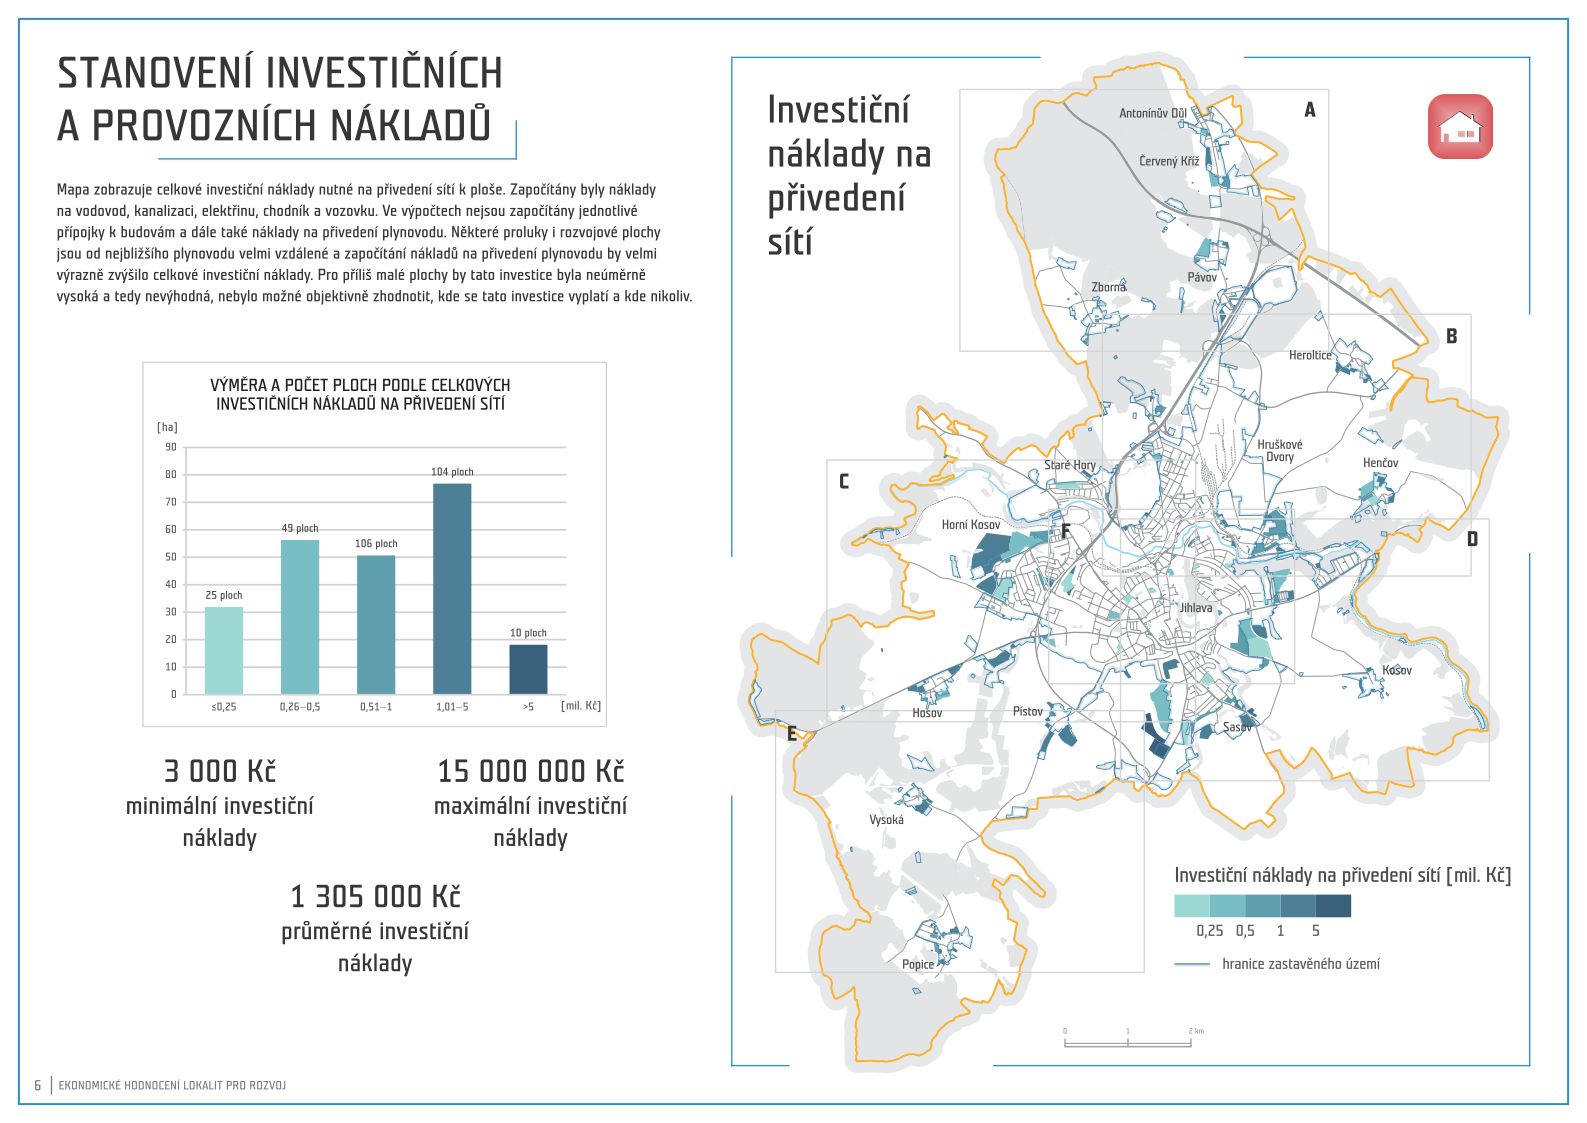 STANOVENÍ INVESTIČNÍCH
A PROVOZNÍCH NÁKLADŮ
Mapa zobrazuje celkové investiční náklady nutné na přivedení sítí k ploše. Započítány byly náklady
na vodovod, kanalizaci, elektřinu, chodník a vozovku. Ve výpočtech nejsou započítány jednotlivé
přípojky k budovám a dále také náklady na přivedení plynovodu. Některé proluky i rozvojové plochy
jsou od nejbližšího plynovodu velmi vzdálené a započítání nákladů na přivedení plynovodu by velmi
výrazně zvýšilo celkové investiční náklady. Pro příliš malé plochy by tato investice byla neúměrně
vysoká a tedy nevýhodná, nebylo možné objektivně zhodnotit, kde se tato investice vyplatí a kde nikoliv.
VÝMĚRA A POČET PLOCH PODLE CELKOVÝCH
INVESTIČNÍCH NÁKLADŮ NA PŘIVEDENÍ SÍTÍ
[ha]
90
80
70
60
50
40
30
20
10
0
25 ploch
49 ploch
106 ploch
104 ploch
10 ploch
≤0,25
0,26–0,5
0,51–1
1,01–5
>5
[mil. Kč]
3 000 Kč
minimální investiční
náklady
15 000 000 Kč
maximální investiční
náklady
1 305 000 Kč
průměrné investiční
náklady
6
EKONOMICKÉ HODNOCENÍ LOKALIT PRO ROZVOJ
Investiční
náklady na
přivedení
sítí
A
Antonínův Důl
Červený Kříž
Pávov
Zborná
B
Heroltice
Hruškové
Dvory
Henčov
Staré Hory
C
Horní Kosov
F
D
Jihlava
Kosov
Hosov
Pístov
Sasov
E
Vysoká
Popice
Investiční náklady na přivedení sítí [mil. Kč]
0,25
0,5
1
5
hranice zastavěného území
0
1
2 km